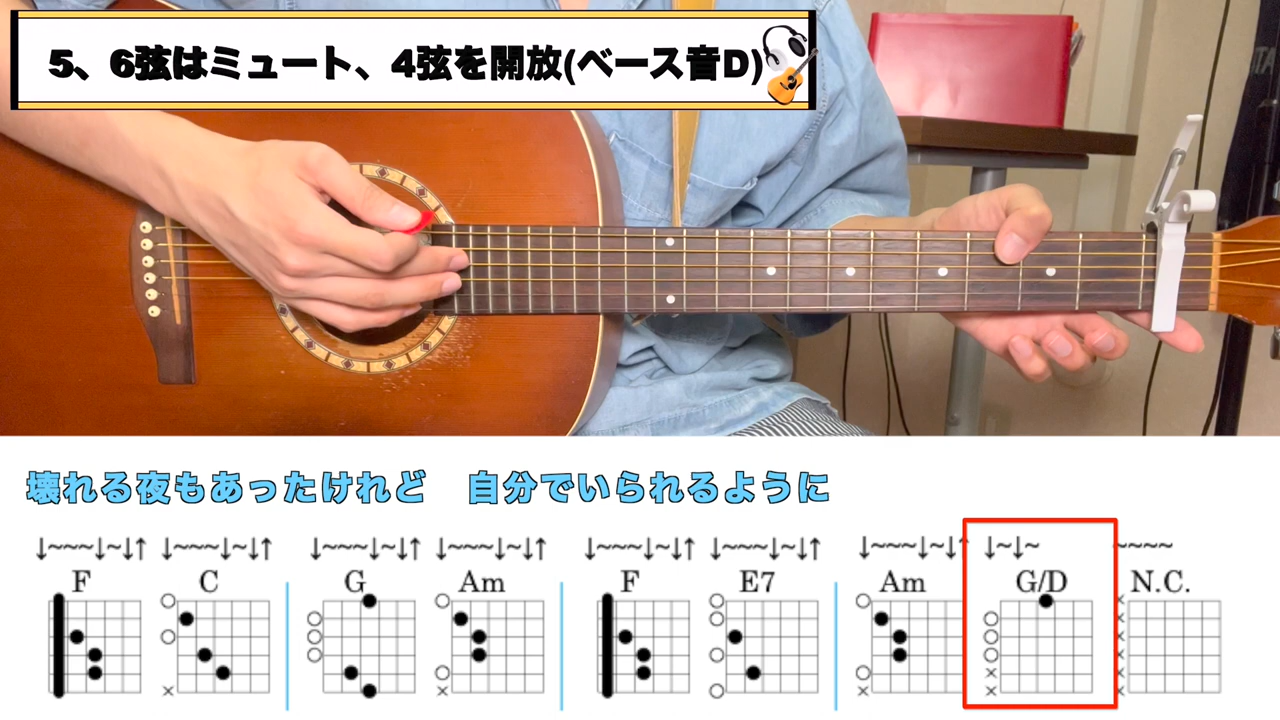 5、6弦はミュート、4弦を開放(ベース音D)
壊れる夜もあったけれど　自分でいられるように
↓~~~↓~↓↑ ↓~~~↓~↓↑ ↓~~~↓~↓↑ ↓~~~↓~↓↑ ↓~~~↓~↓↑ ↓~~~↓~↓↑ ↓~~~↓~↓↑ ↓~↓~ ~~~~
F C G Am F E7 Am G/D N.C.